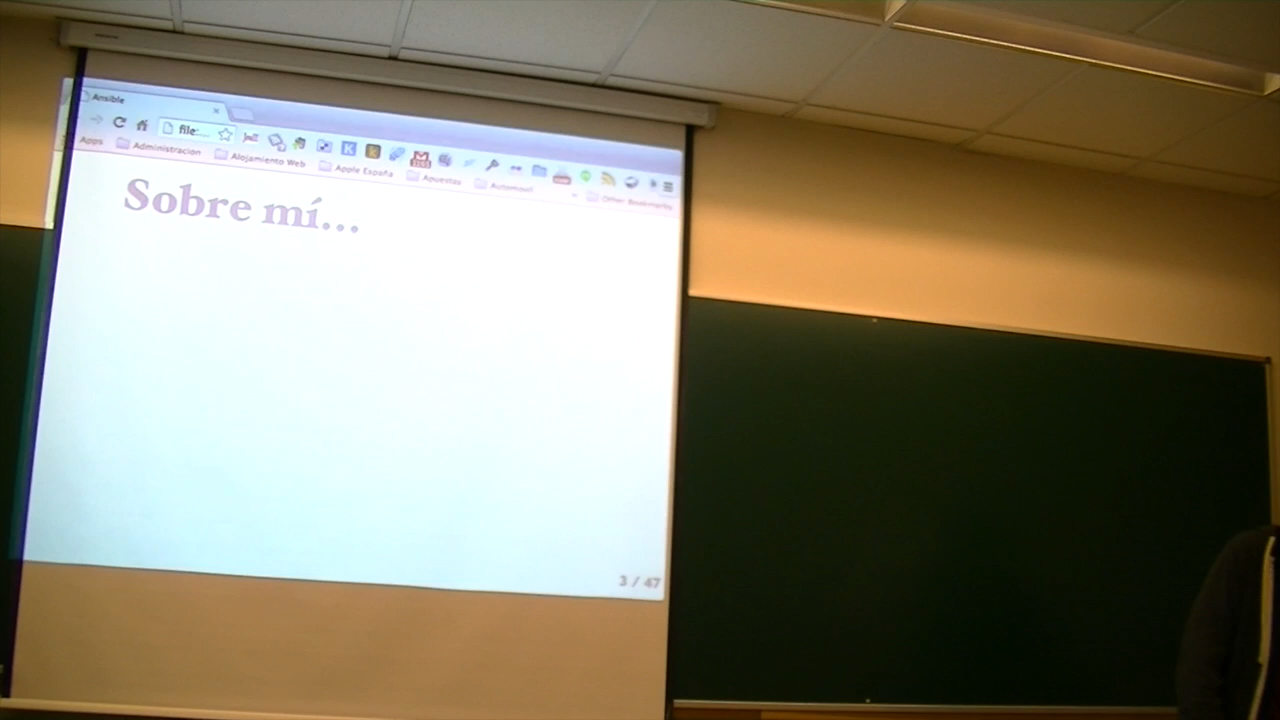 Ansible
file:...
Apps Administracion Alojamiento Web Apple España Apuestas Automovil Other Bookmarks
Sobre mí...
3 / 47